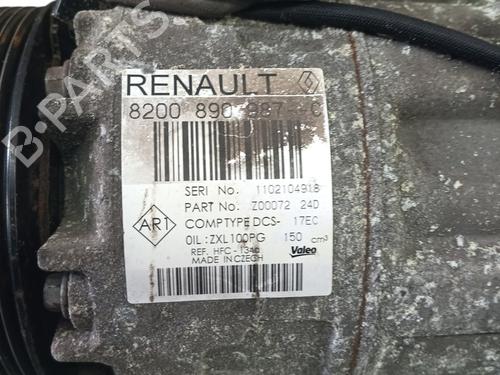 B-PARTS
RENAULT
8200 890 987 - C
SERI No. 1102104918
PART No. Z00072 24D
AR1
COMPTYPE DCS- 17EC
OIL : ZXL100PG 150 cm³
REF. HFC - 134a
MADE IN CZECH
Valeo